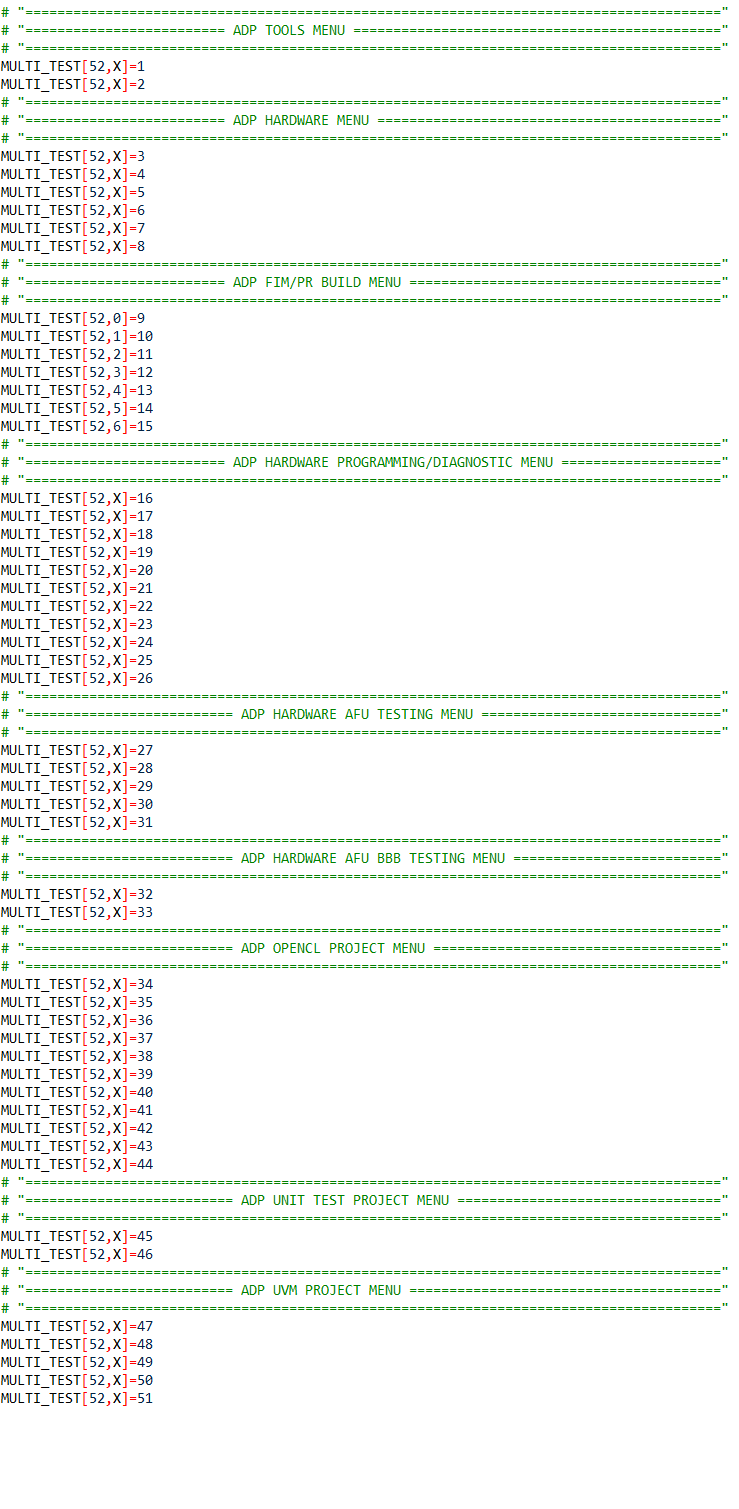 # "======================================================================================="
# "========================= ADP TOOLS MENU =============================================="
# "======================================================================================="
MULTI_TEST[52,X]=1
MULTI_TEST[52,X]=2
# "======================================================================================="
# "========================= ADP HARDWARE MENU ==========================================="
# "======================================================================================="
MULTI_TEST[52,X]=3
MULTI_TEST[52,X]=4
MULTI_TEST[52,X]=5
MULTI_TEST[52,X]=6
MULTI_TEST[52,X]=7
MULTI_TEST[52,X]=8
# "======================================================================================="
# "========================= ADP FIM/PR BUILD MENU ======================================="
# "======================================================================================="
MULTI_TEST[52,0]=9
MULTI_TEST[52,1]=10
MULTI_TEST[52,2]=11
MULTI_TEST[52,3]=12
MULTI_TEST[52,4]=13
MULTI_TEST[52,5]=14
MULTI_TEST[52,6]=15
# "======================================================================================="
# "========================= ADP HARDWARE PROGRAMMING/DIAGNOSTIC MENU ===================="
# "======================================================================================="
MULTI_TEST[52,X]=16
MULTI_TEST[52,X]=17
MULTI_TEST[52,X]=18
MULTI_TEST[52,X]=19
MULTI_TEST[52,X]=20
MULTI_TEST[52,X]=21
MULTI_TEST[52,X]=22
MULTI_TEST[52,X]=23
MULTI_TEST[52,X]=24
MULTI_TEST[52,X]=25
MULTI_TEST[52,X]=26
# "======================================================================================="
# "========================== ADP HARDWARE AFU TESTING MENU =============================="
# "======================================================================================="
MULTI_TEST[52,X]=27
MULTI_TEST[52,X]=28
MULTI_TEST[52,X]=29
MULTI_TEST[52,X]=30
MULTI_TEST[52,X]=31
# "======================================================================================="
# "========================== ADP HARDWARE AFU BBB TESTING MENU =========================="
# "======================================================================================="
MULTI_TEST[52,X]=32
MULTI_TEST[52,X]=33
# "======================================================================================="
# "========================== ADP OPENCL PROJECT MENU ===================================="
# "======================================================================================="
MULTI_TEST[52,X]=34
MULTI_TEST[52,X]=35
MULTI_TEST[52,X]=36
MULTI_TEST[52,X]=37
MULTI_TEST[52,X]=38
MULTI_TEST[52,X]=39
MULTI_TEST[52,X]=40
MULTI_TEST[52,X]=41
MULTI_TEST[52,X]=42
MULTI_TEST[52,X]=43
MULTI_TEST[52,X]=44
# "======================================================================================="
# "========================== ADP UNIT TEST PROJECT MENU ================================="
# "======================================================================================="
MULTI_TEST[52,X]=45
MULTI_TEST[52,X]=46
# "======================================================================================="
# "========================== ADP UVM PROJECT MENU ======================================="
# "======================================================================================="
MULTI_TEST[52,X]=47
MULTI_TEST[52,X]=48
MULTI_TEST[52,X]=49
MULTI_TEST[52,X]=50
MULTI_TEST[52,X]=51